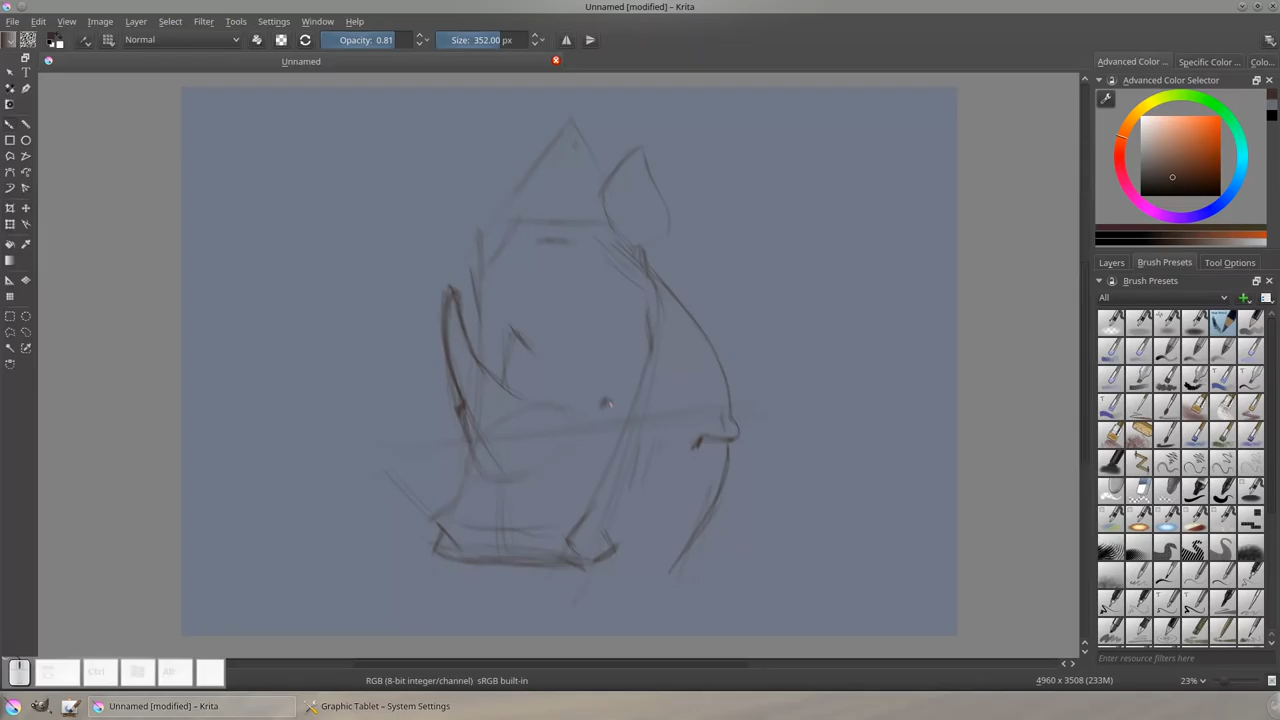 Unnamed [modified] – Krita
File Edit View Image Layer Select Filter Tools Settings Window Help
Normal Opacity: 0.81 Size: 352.00 px
Unnamed
Advanced Color ... Specific Color ... Colo...
Advanced Color Selector
Layers Brush Presets Tool Options
Brush Presets
All
Enter resource filters here
Ctrl Alt
RGB (8-bit integer/channel) sRGB built-in 4960 x 3508 (233M) 23%
Unnamed [modified] – Krita Graphic Tablet – System Settings